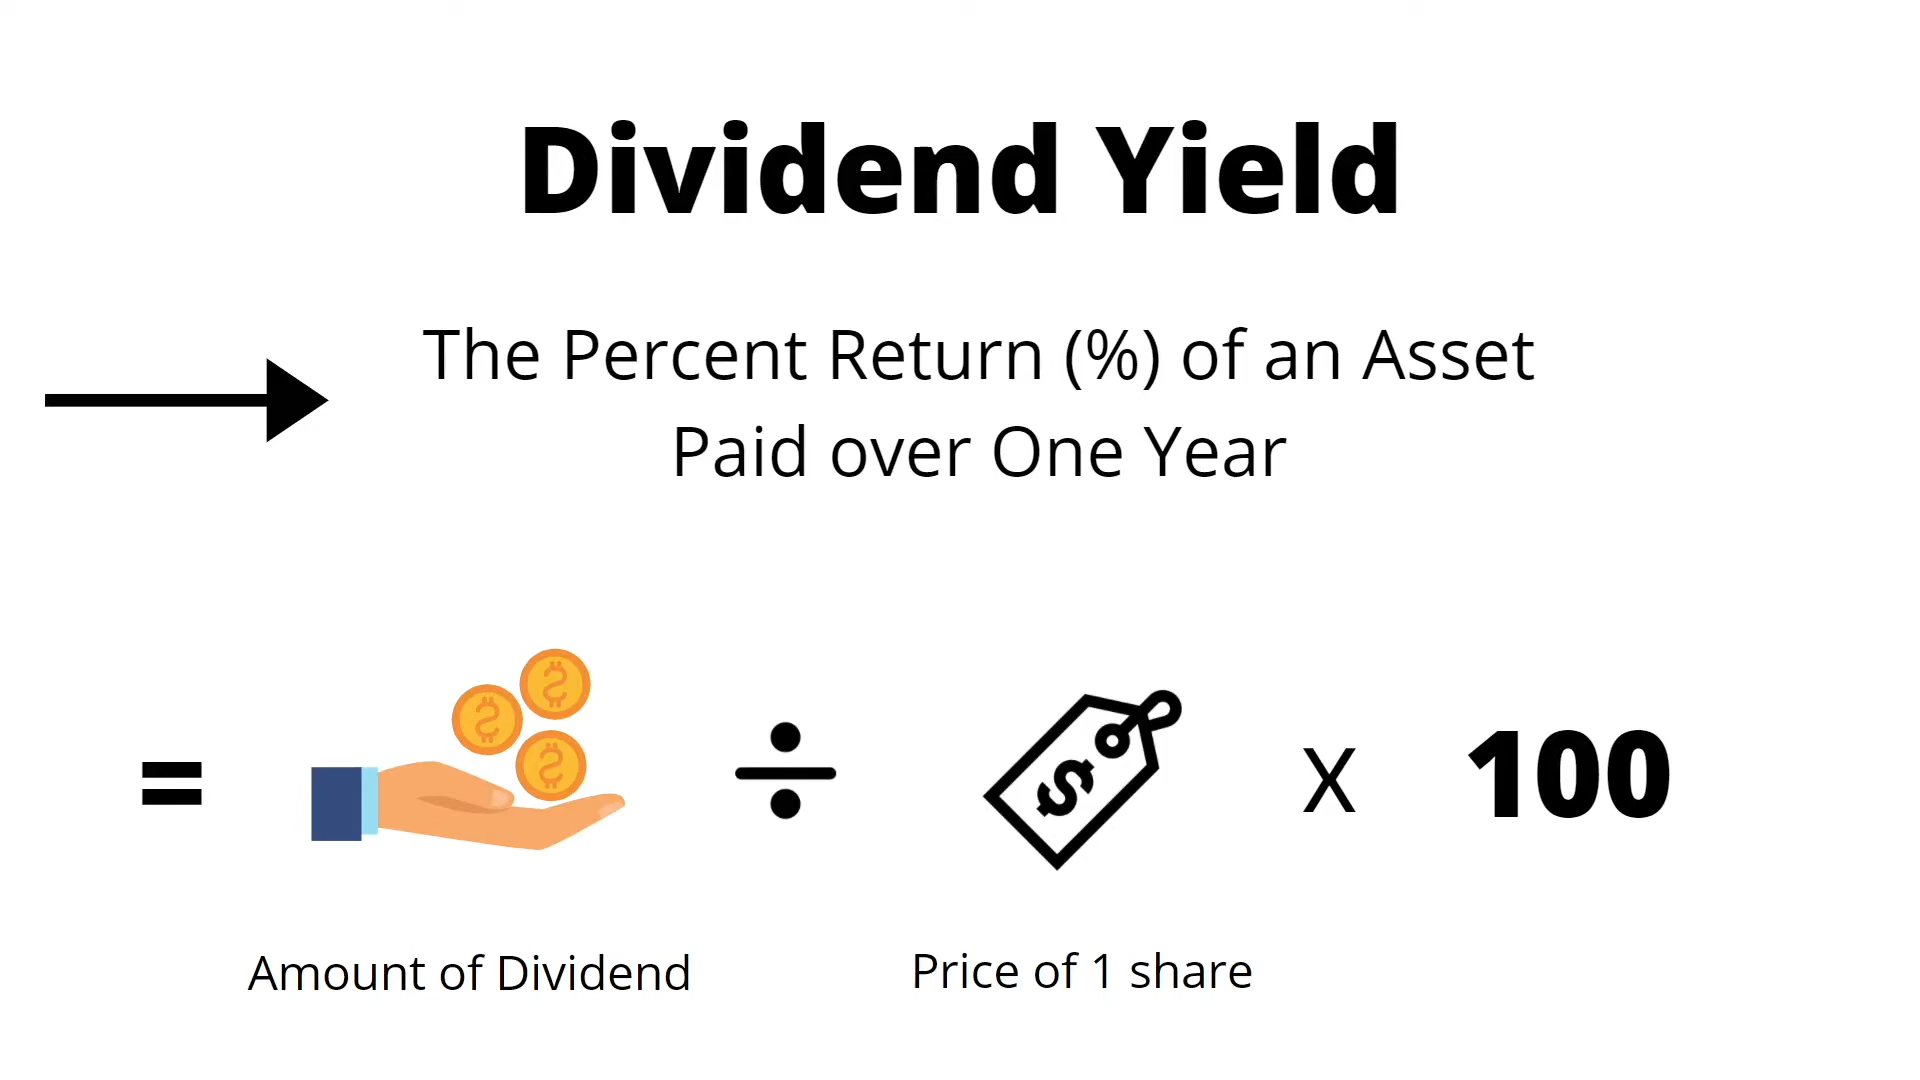 Dividend Yield
The Percent Return (%) of an Asset
Paid over One Year
= ÷ $ x 100
Amount of Dividend
Price of 1 share